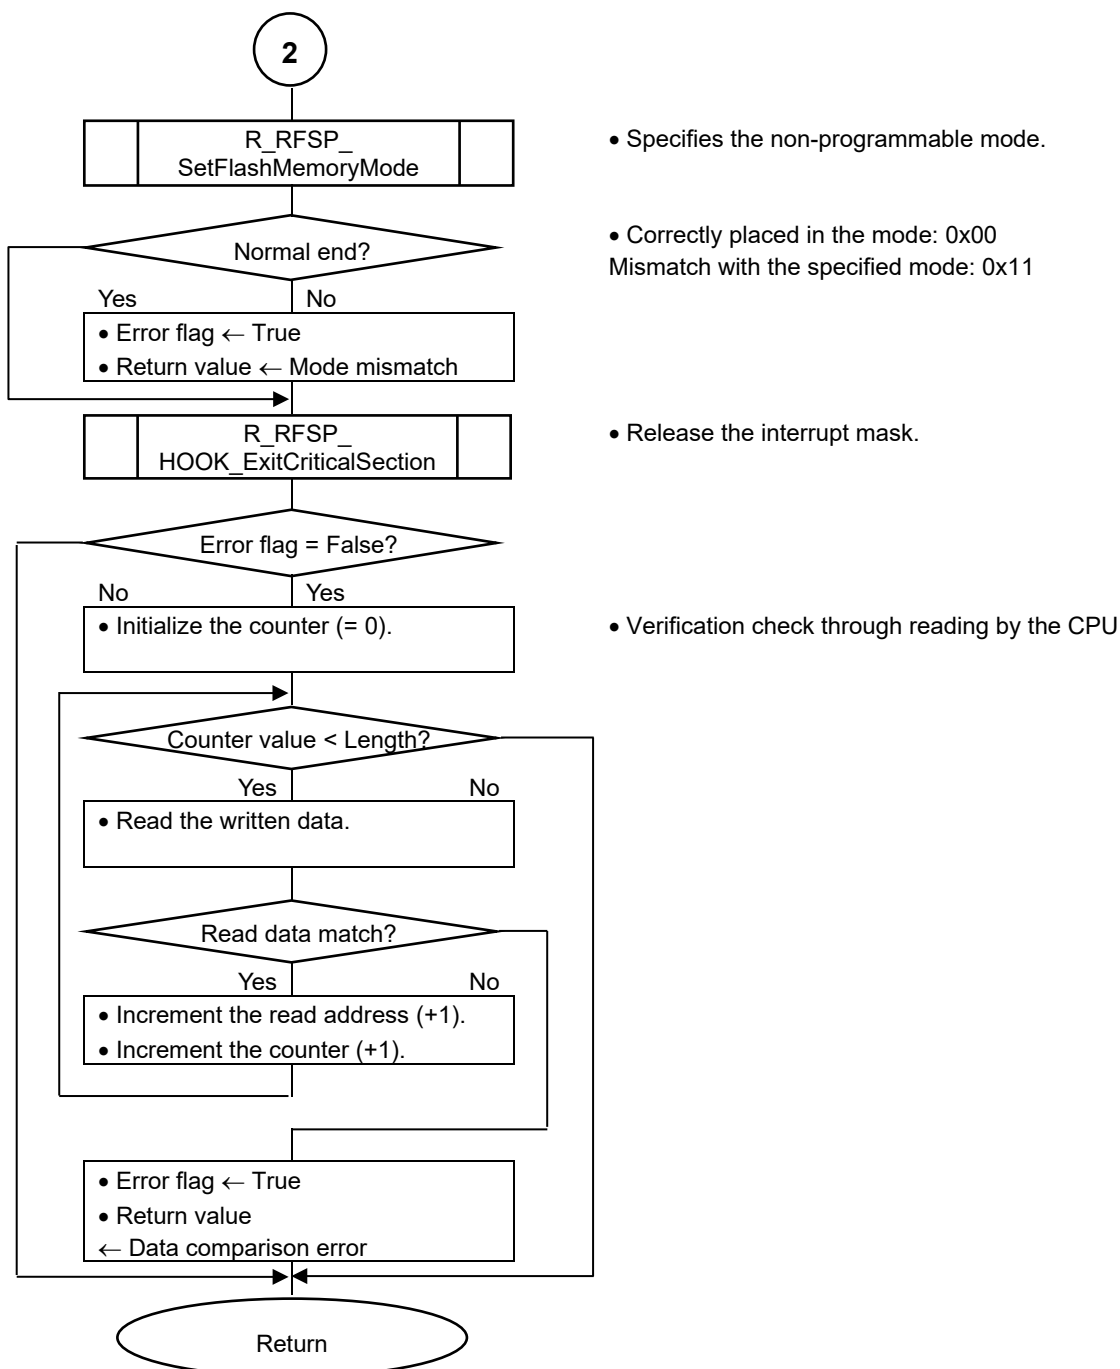 2
R_RFSP_
SetFlashMemoryMode
• Specifies the non-programmable mode.
Normal end?
• Correctly placed in the mode: 0x00
Mismatch with the specified mode: 0x11
Yes No
• Error flag ← True
• Return value ← Mode mismatch
R_RFSP_
HOOK_ExitCriticalSection
• Release the interrupt mask.
Error flag = False?
No Yes
• Initialize the counter (= 0).
• Verification check through reading by the CPU
Counter value < Length?
Yes No
• Read the written data.
Read data match?
Yes No
• Increment the read address (+1).
• Increment the counter (+1).
• Error flag ← True
• Return value
← Data comparison error
Return